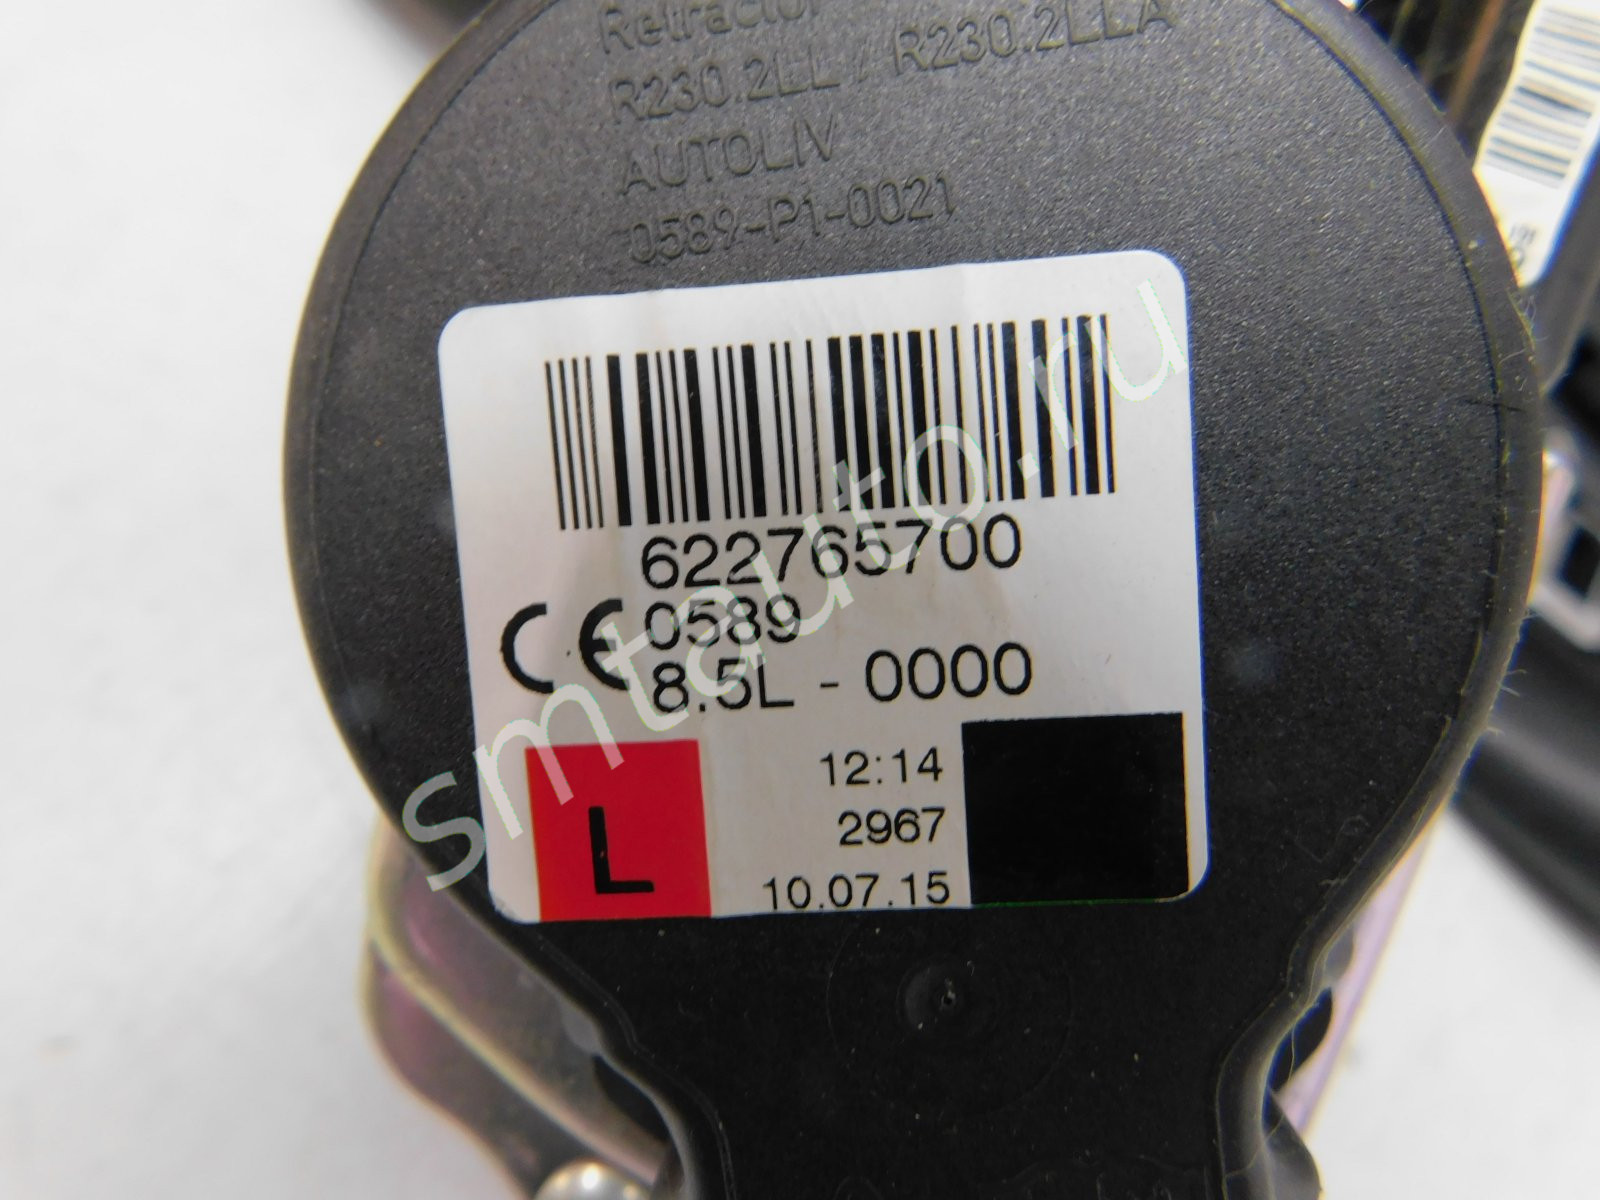 Retractor
R230.2LL / R230.2LLA
AUTOLIV
0589-P1-0021
622765700
CE 0589
8.5L - 0000
L
12:14
2967
10.07.15
smtauto.ru